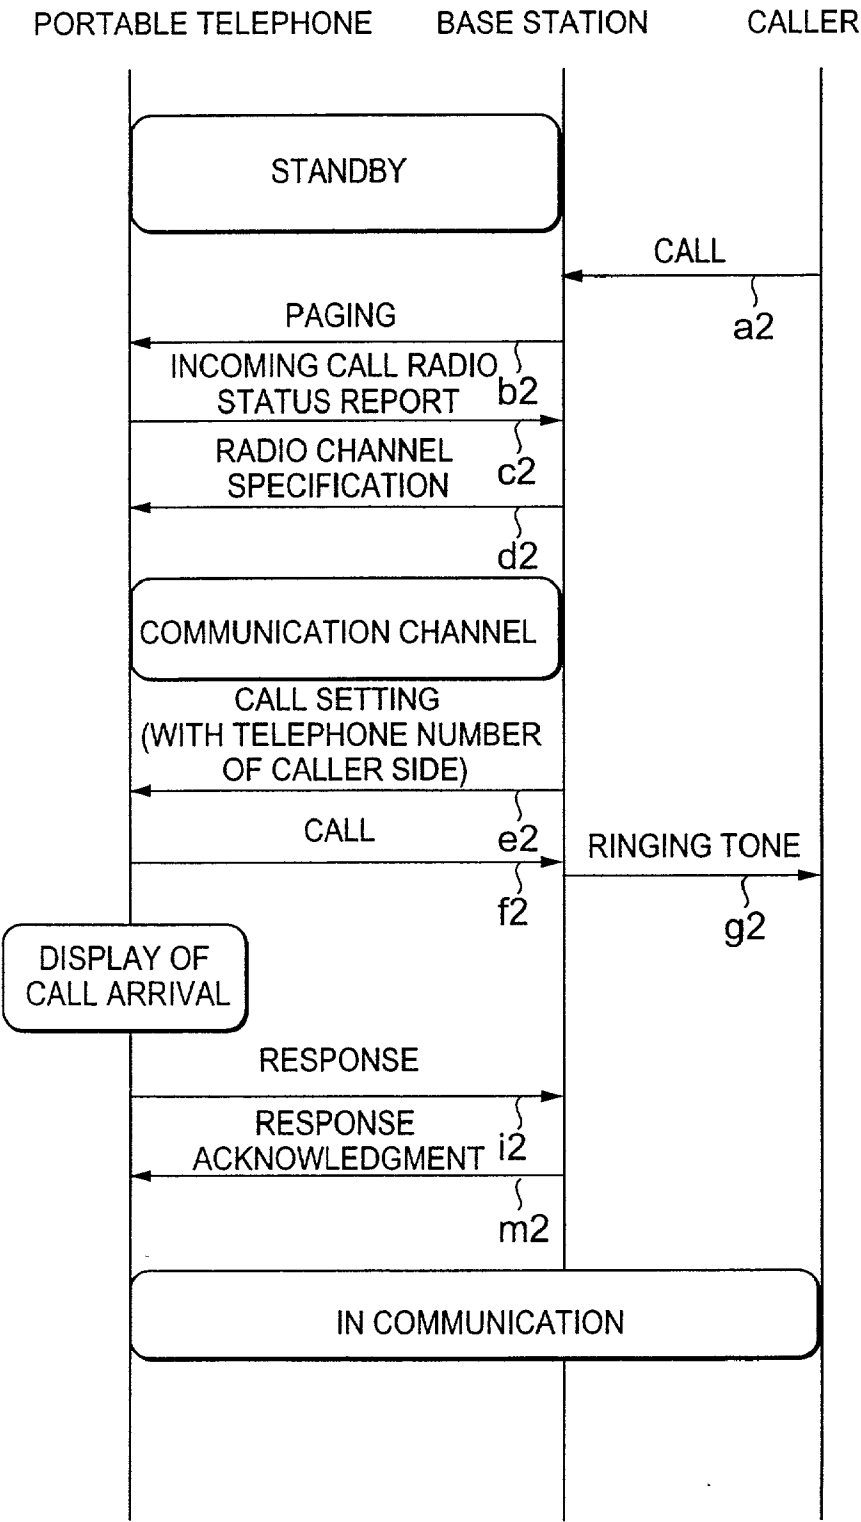 PORTABLE TELEPHONE BASE STATION CALLER
STANDBY
CALL
a2
PAGING
b2
INCOMING CALL RADIO
STATUS REPORT
c2
RADIO CHANNEL
SPECIFICATION
d2
COMMUNICATION CHANNEL
CALL SETTING
(WITH TELEPHONE NUMBER
OF CALLER SIDE)
e2
CALL
f2
RINGING TONE
g2
DISPLAY OF
CALL ARRIVAL
RESPONSE
i2
RESPONSE
ACKNOWLEDGMENT
m2
IN COMMUNICATION